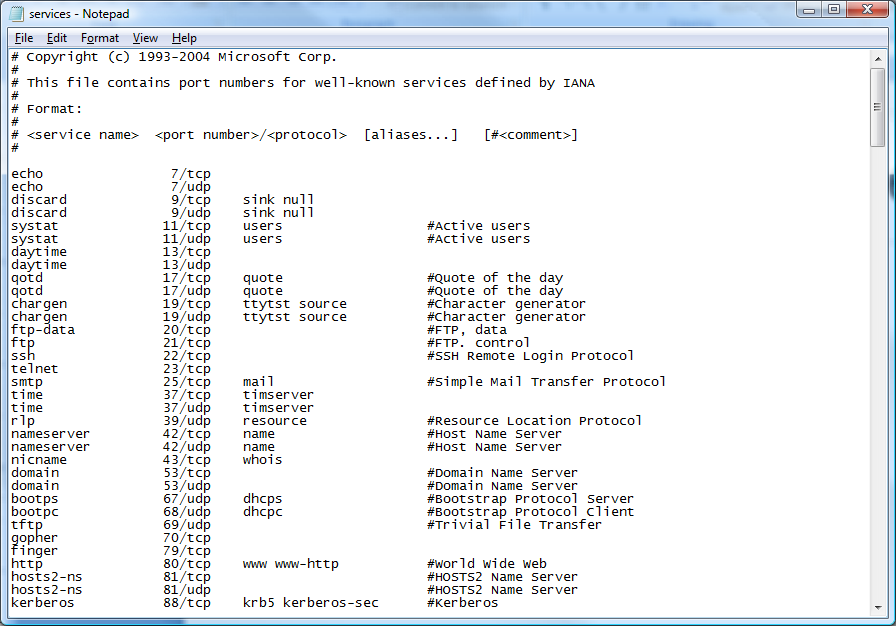 services - Notepad
File Edit Format View Help
# Copyright (c) 1993-2004 Microsoft Corp.
#
# This file contains port numbers for well-known services defined by IANA
#
# Format:
#
# <service name>  <port number>/<protocol>  [aliases...]   [#<comment>]
#
echo                7/tcp
echo                7/udp
discard             9/tcp    sink null
discard             9/udp    sink null
systat             11/tcp    users                  #Active users
systat             11/udp    users                  #Active users
daytime            13/tcp
daytime            13/udp
qotd               17/tcp    quote                  #Quote of the day
qotd               17/udp    quote                  #Quote of the day
chargen            19/tcp    ttytst source          #Character generator
chargen            19/udp    ttytst source          #Character generator
ftp-data           20/tcp                           #FTP, data
ftp                21/tcp                           #FTP. control
ssh                22/tcp                           #SSH Remote Login Protocol
telnet             23/tcp
smtp               25/tcp    mail                   #Simple Mail Transfer Protocol
time               37/tcp    timserver
time               37/udp    timserver
rlp                39/udp    resource               #Resource Location Protocol
nameserver         42/tcp    name                   #Host Name Server
nameserver         42/udp    name                   #Host Name Server
nicname            43/tcp    whois
domain             53/tcp                           #Domain Name Server
domain             53/udp                           #Domain Name Server
bootps             67/udp    dhcps                  #Bootstrap Protocol Server
bootpc             68/udp    dhcpc                  #Bootstrap Protocol Client
tftp               69/udp                           #Trivial File Transfer
gopher             70/tcp
finger             79/tcp
http               80/tcp    www www-http           #World Wide Web
hosts2-ns          81/tcp                           #HOSTS2 Name Server
hosts2-ns          81/udp                           #HOSTS2 Name Server
kerberos           88/tcp    krb5 kerberos-sec      #Kerberos